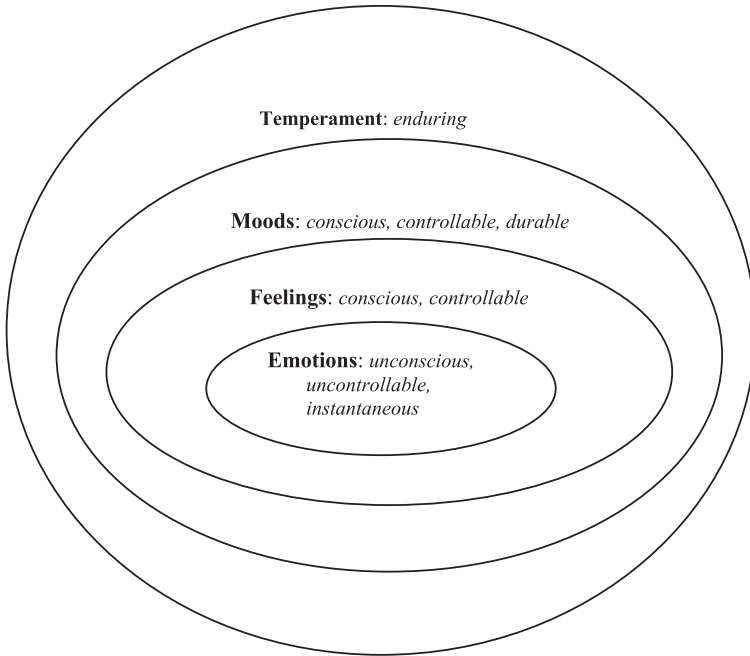 Temperament: enduring
Moods: conscious, controllable, durable
Feelings: conscious, controllable
Emotions: unconscious,
uncontrollable,
instantaneous